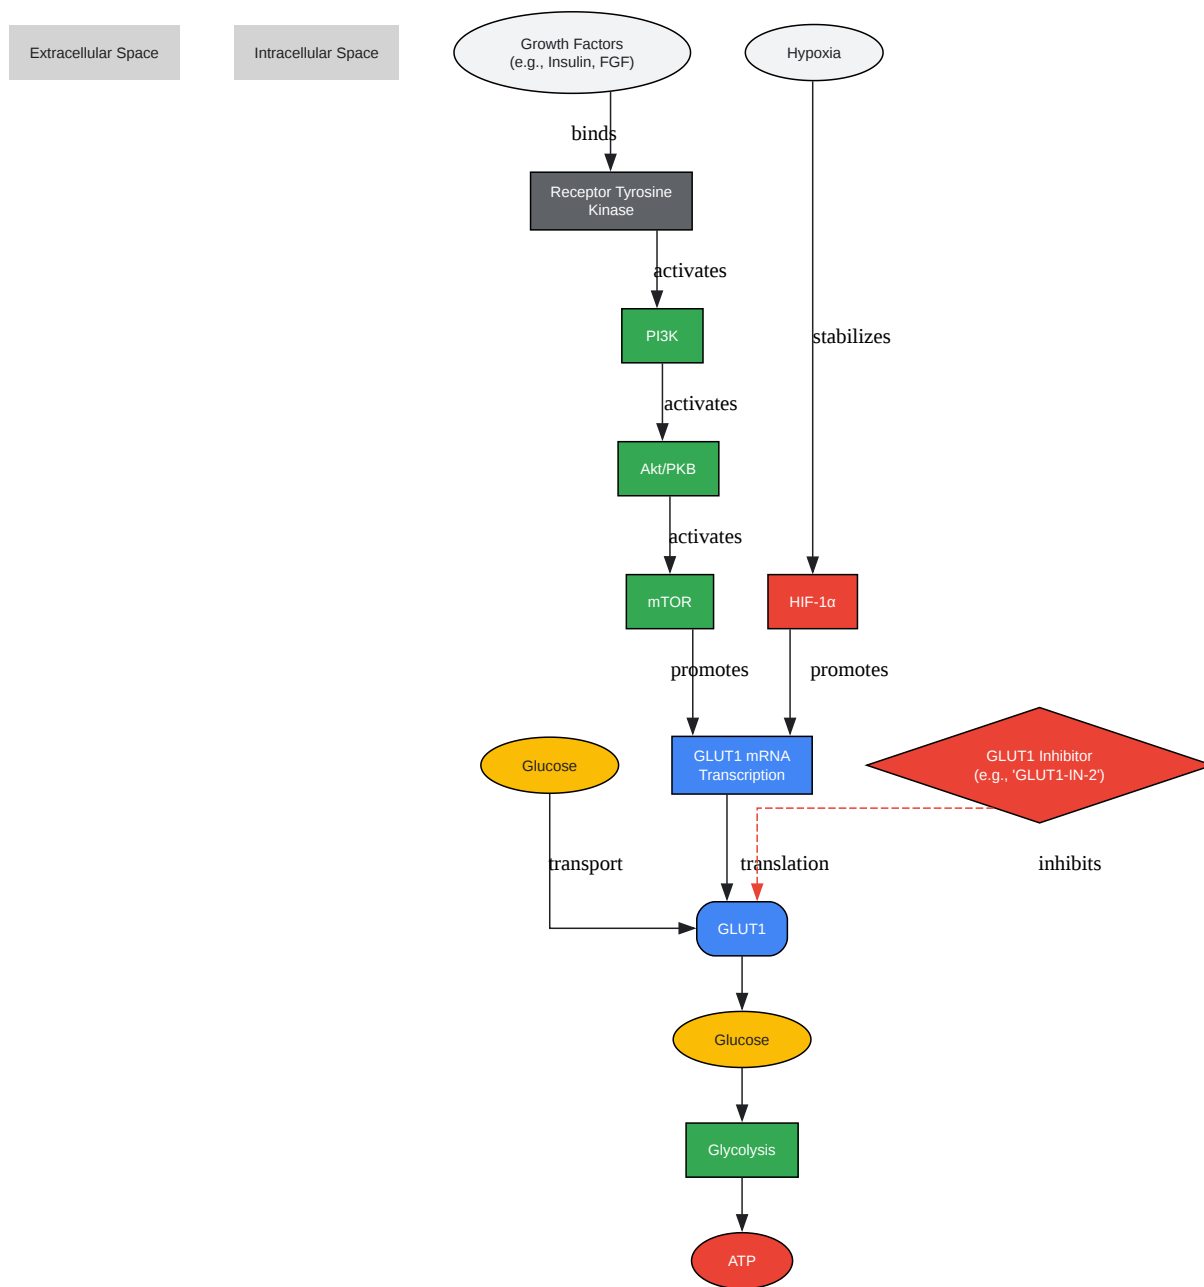 Extracellular Space
Intracellular Space
Growth Factors
(e.g., Insulin, FGF)
Hypoxia
binds
Receptor Tyrosine
Kinase
activates
PI3K
stabilizes
activates
Akt/PKB
activates
mTOR
HIF-1α
promotes
promotes
Glucose
GLUT1 mRNA
Transcription
GLUT1 Inhibitor
(e.g., 'GLUT1-IN-2')
transport
translation
inhibits
GLUT1
Glucose
Glycolysis
ATP